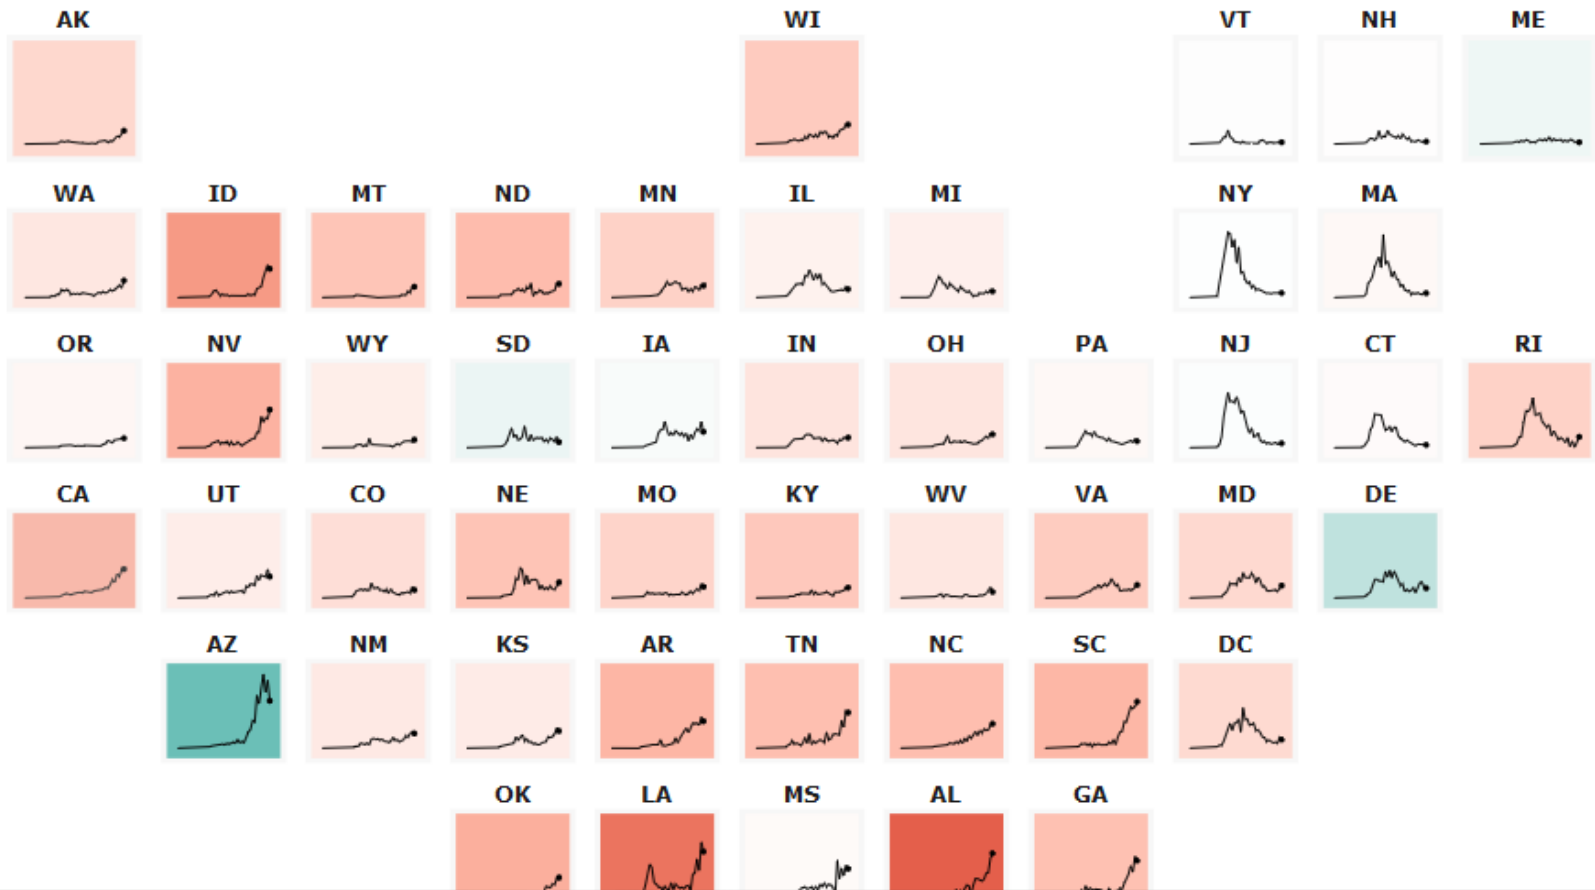 AK WI VT NH ME
WA ID MT ND MN IL MI NY MA
OR NV WY SD IA IN OH PA NJ CT RI
CA UT CO NE MO KY WV VA MD DE
AZ NM KS AR TN NC SC DC
OK LA MS AL GA